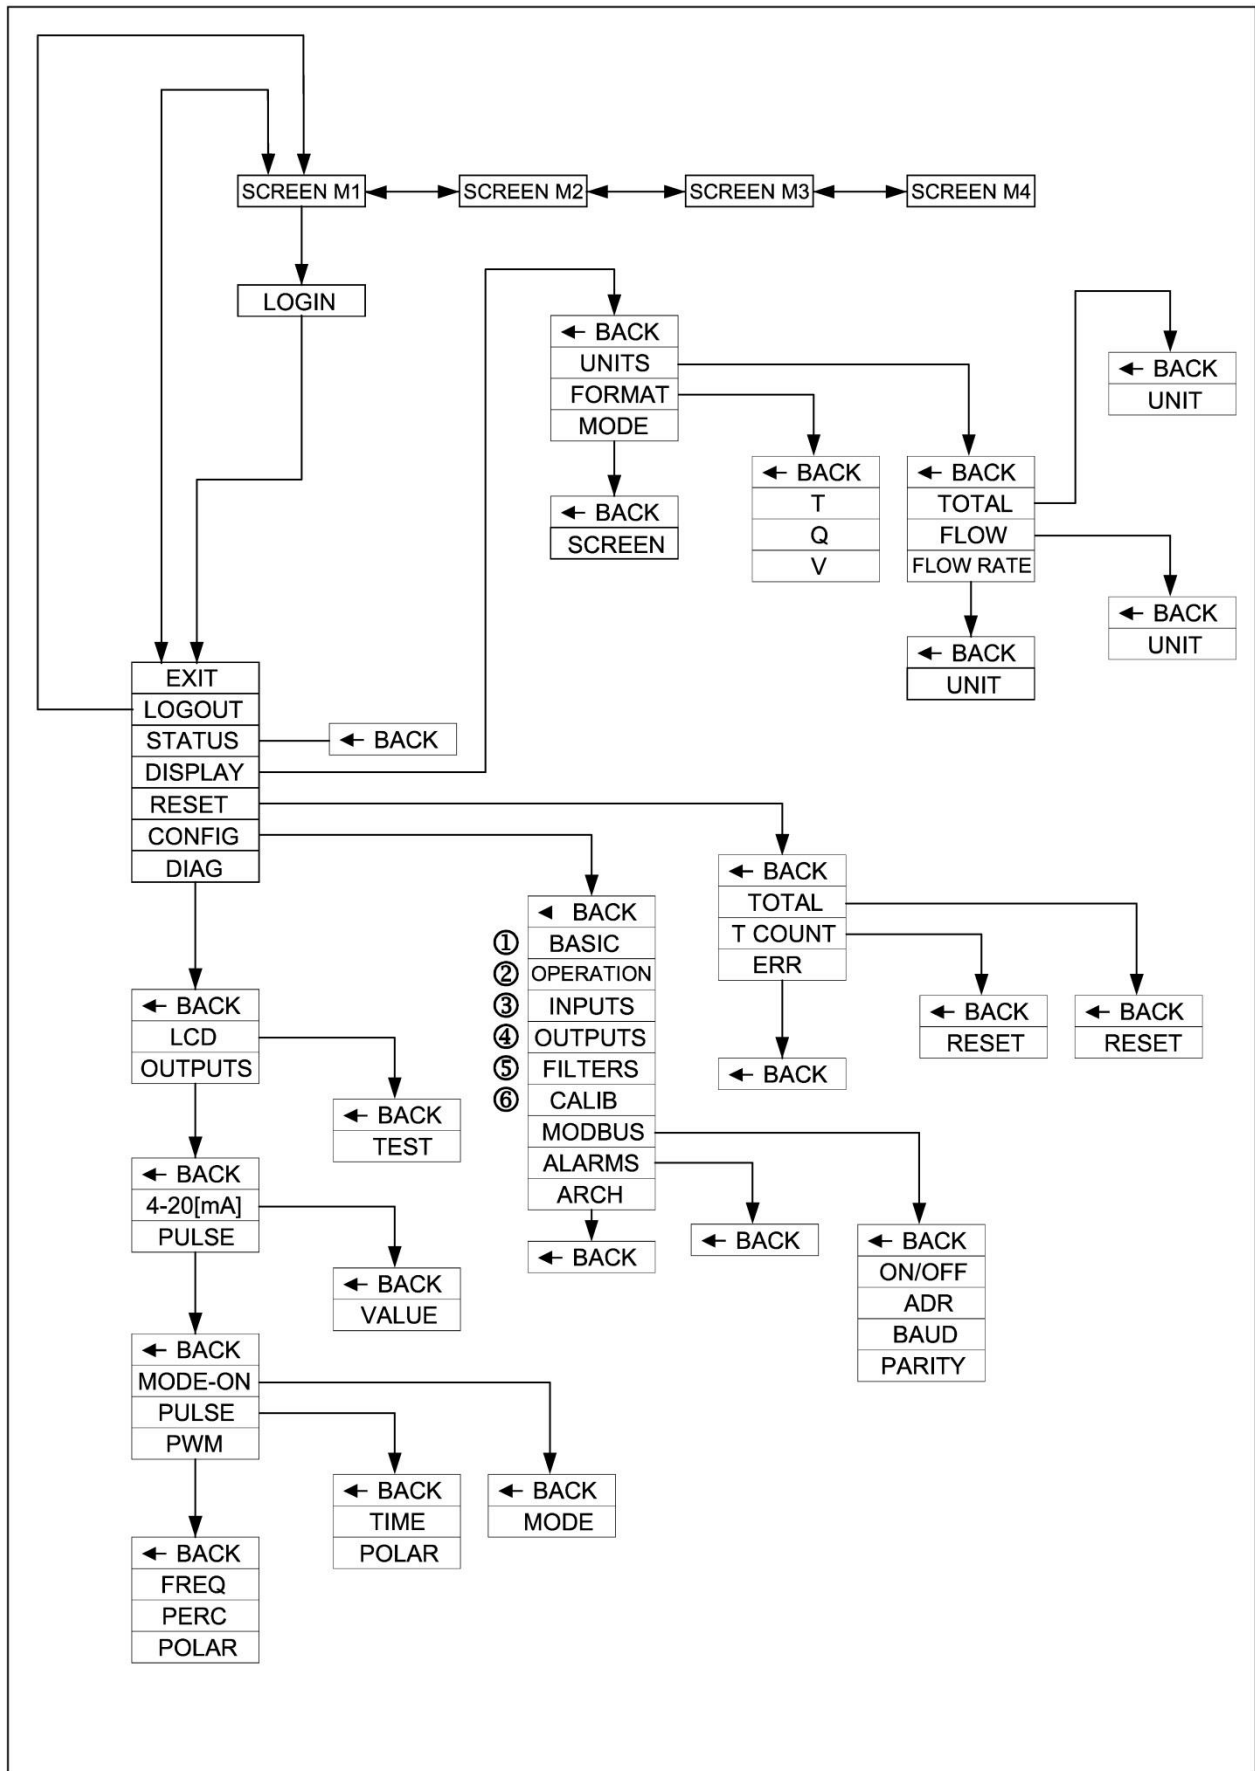 SCREEN M1
SCREEN M2
SCREEN M3
SCREEN M4
LOGIN
← BACK
UNITS
FORMAT
MODE
← BACK
UNIT
← BACK
SCREEN
← BACK
T
Q
V
← BACK
TOTAL
FLOW
FLOW RATE
← BACK
UNIT
← BACK
UNIT
EXIT
LOGOUT
STATUS
DISPLAY
RESET
CONFIG
DIAG
← BACK
← BACK
TOTAL
T COUNT
ERR
◄ BACK
① BASIC
② OPERATION
③ INPUTS
④ OUTPUTS
⑤ FILTERS
⑥ CALIB
MODBUS
ALARMS
ARCH
← BACK
LCD
OUTPUTS
← BACK
RESET
← BACK
RESET
← BACK
← BACK
TEST
← BACK
4-20[mA]
PULSE
← BACK
← BACK
← BACK
ON/OFF
ADR
BAUD
PARITY
← BACK
VALUE
← BACK
MODE-ON
PULSE
PWM
← BACK
TIME
POLAR
← BACK
MODE
← BACK
FREQ
PERC
POLAR